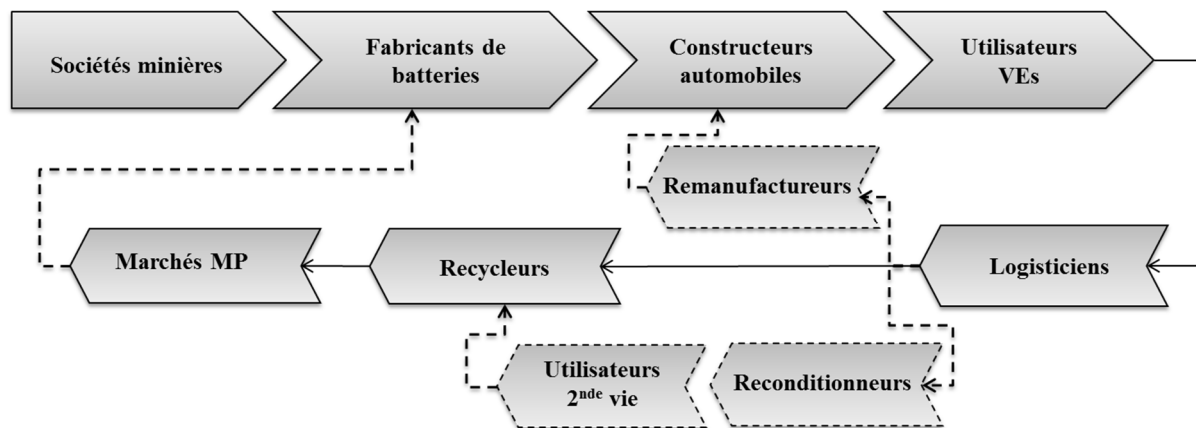 Sociétés minières
Fabricants de
batteries
Constructeurs
automobiles
Utilisateurs
VEs
Remanufactureurs
Marchés MP
Recycleurs
Logisticiens
Utilisateurs
2nde vie
Reconditionneurs